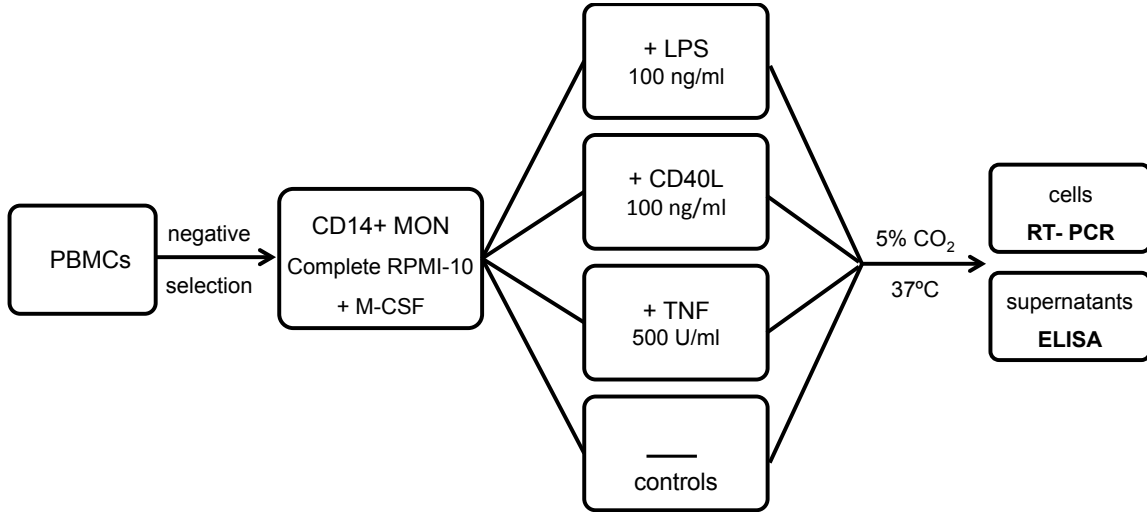 PBMCs
negative
selection
CD14+ MON
Complete RPMI-10
+ M-CSF
+ LPS
100 ng/ml
+ CD40L
100 ng/ml
+ TNF
500 U/ml
controls
5% CO₂
37ºC
cells
RT- PCR
supernatants
ELISA